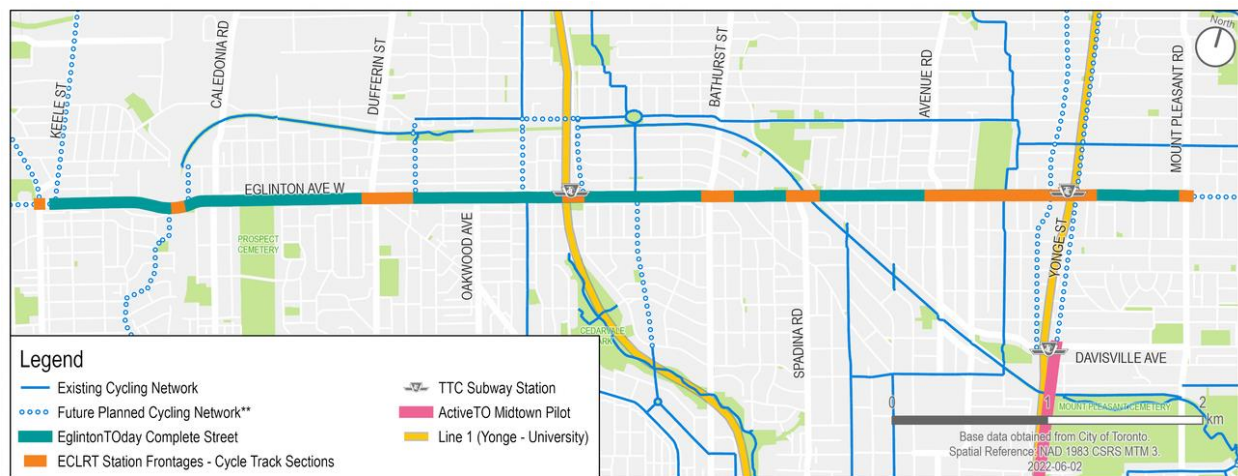 North
KEELE ST
CALEDONIA RD
DUFFERIN ST
BATHURST ST
AVENUE RD
MOUNT PLEASANT RD
EGLINTON AVE W
PROSPECT
CEMETERY
OAKWOOD AVE
YONGE ST
CEDARVALE
SPADINA RD
DAVISVILLE AVE
MOUNT PLEASANT CEMETERY
Legend
Existing Cycling Network
Future Planned Cycling Network**
EglintonTOday Complete Street
ECLRT Station Frontages - Cycle Track Sections
TTC Subway Station
ActiveTO Midtown Pilot
Line 1 (Yonge - University)
0 1 2
km
Base data obtained from City of Toronto.
Spatial Reference: NAD 1983 CSRS MTM 3.
2022-06-02